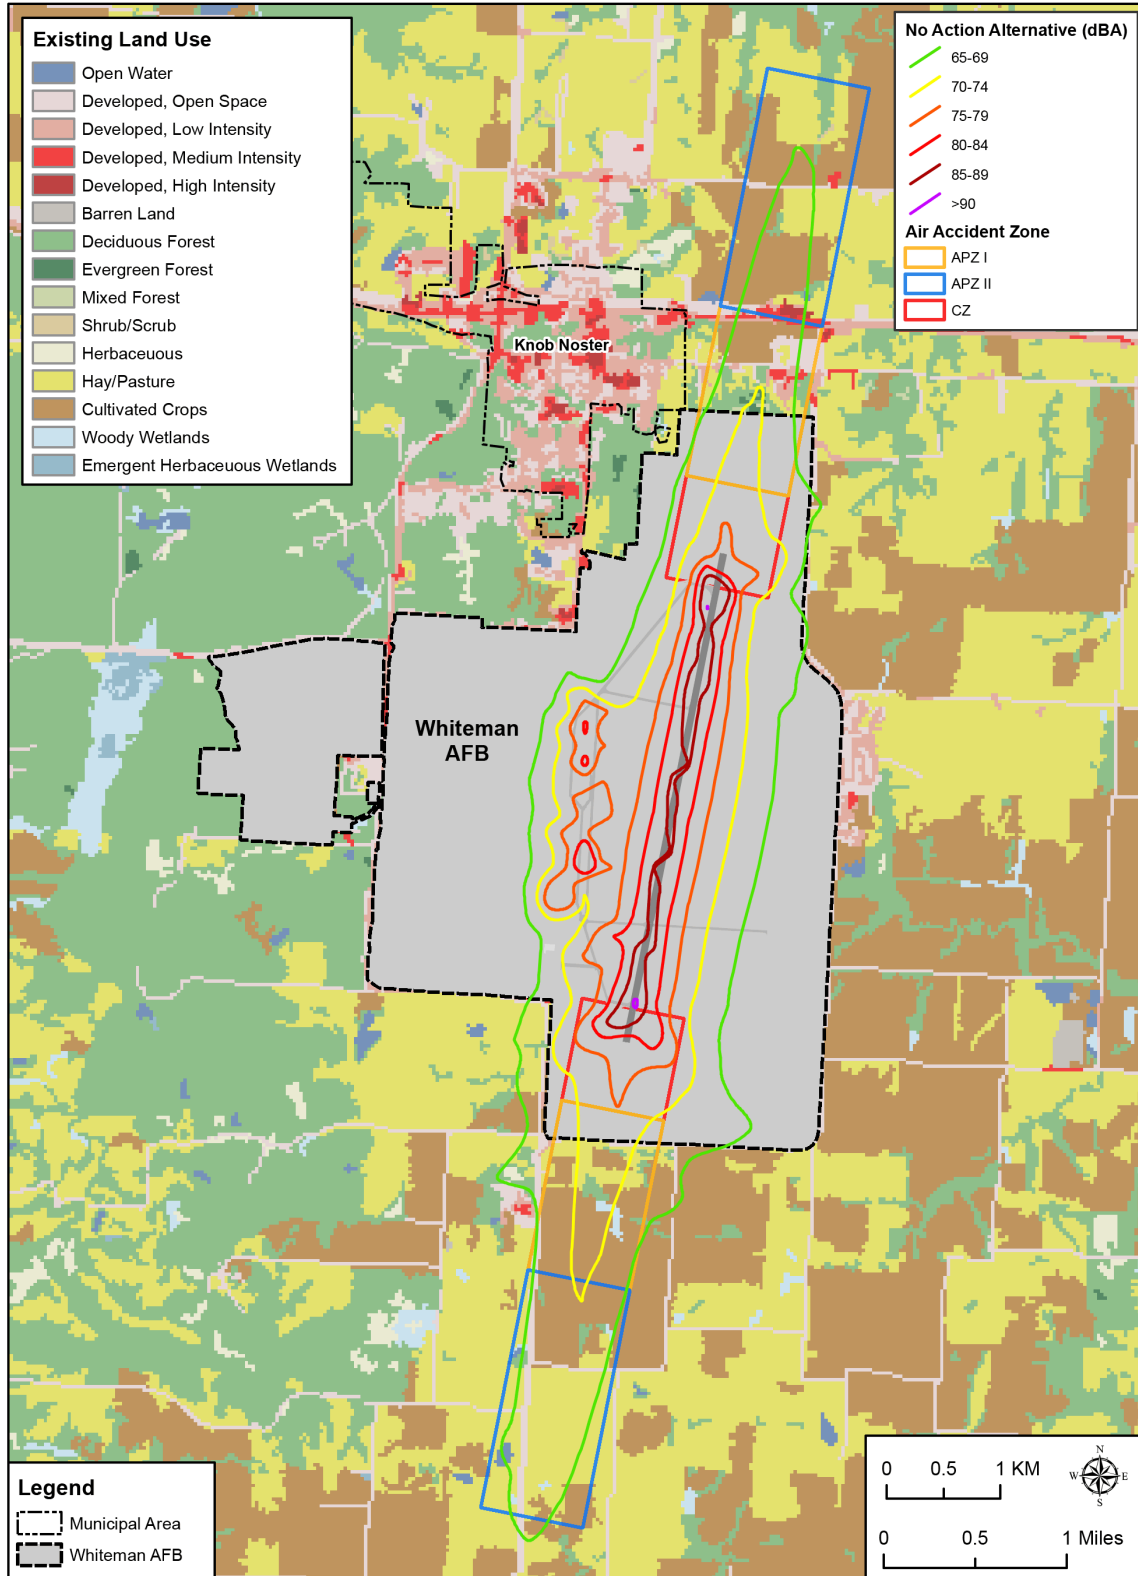 Existing Land Use
Open Water
Developed, Open Space
Developed, Low Intensity
Developed, Medium Intensity
Developed, High Intensity
Barren Land
Deciduous Forest
Evergreen Forest
Mixed Forest
Shrub/Scrub
Herbaceuous
Hay/Pasture
Cultivated Crops
Woody Wetlands
Emergent Herbaceuous Wetlands
No Action Alternative (dBA)
65-69
70-74
75-79
80-84
85-89
>90
Air Accident Zone
APZ I
APZ II
CZ
Knob Noster
Whiteman
AFB
Legend
Municipal Area
Whiteman AFB
0 0.5 1 KM
N
W E
S
0 0.5 1 Miles